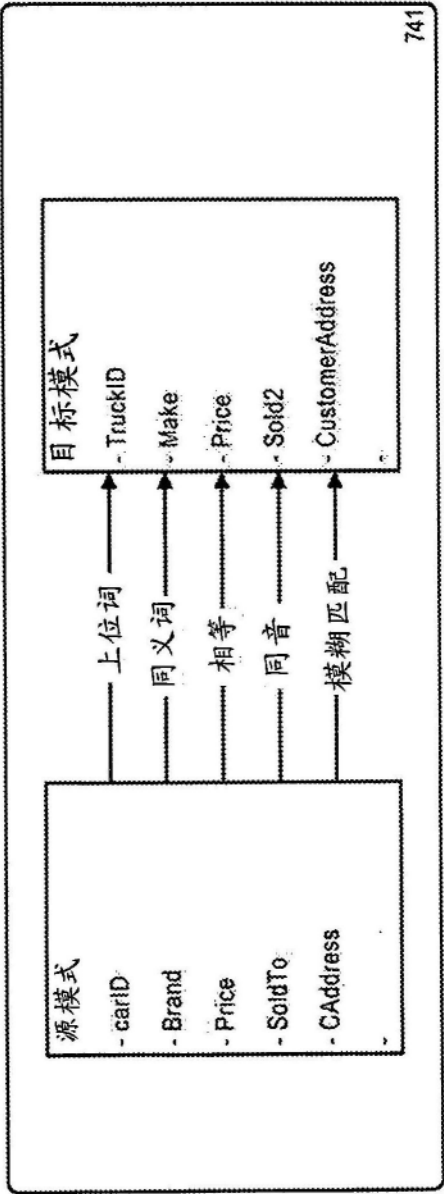 源模式
- carID
- Brand
- Price
- SoldTo
- CAddress
上位词
同义词
相等
同音
模糊匹配
目标模式
- TruckID
- Make
- Price
- Sold2
- CustomerAddress
741